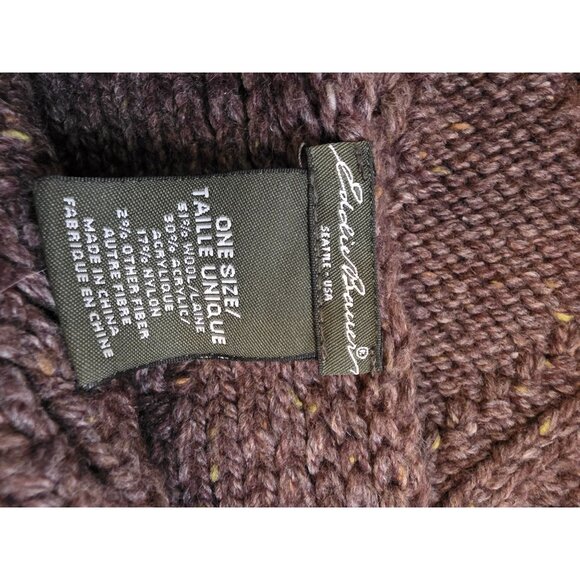 Eddie Bauer®
SEATTLE . USA
ONE SIZE/
TAILLE UNIQUE
51% WOOL/LAINE
30% ACRYLIC/
ACRYLIQUE
17% NYLON
2% OTHER FIBER
AUTRE FIBRE
MADE IN CHINA
FABRIQUE EN CHINE